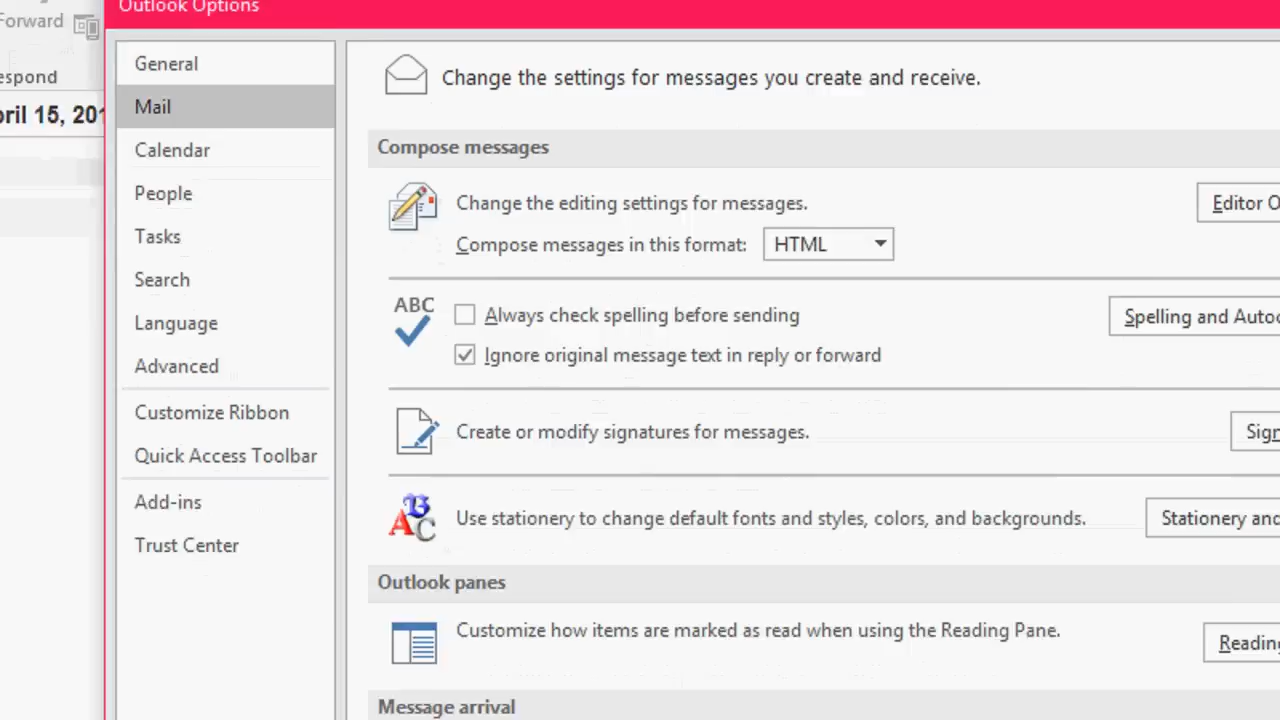 Outlook Options
Forward
espond
pril 15, 201
General
Mail
Calendar
People
Tasks
Search
Language
Advanced
Customize Ribbon
Quick Access Toolbar
Add-ins
Trust Center
Change the settings for messages you create and receive.
Compose messages
Change the editing settings for messages.
Editor O
Compose messages in this format:
HTML
ABC
Always check spelling before sending
Spelling and Autoc
Ignore original message text in reply or forward
Create or modify signatures for messages.
Sign
Use stationery to change default fonts and styles, colors, and backgrounds.
Stationery and
Outlook panes
Customize how items are marked as read when using the Reading Pane.
Reading
Message arrival